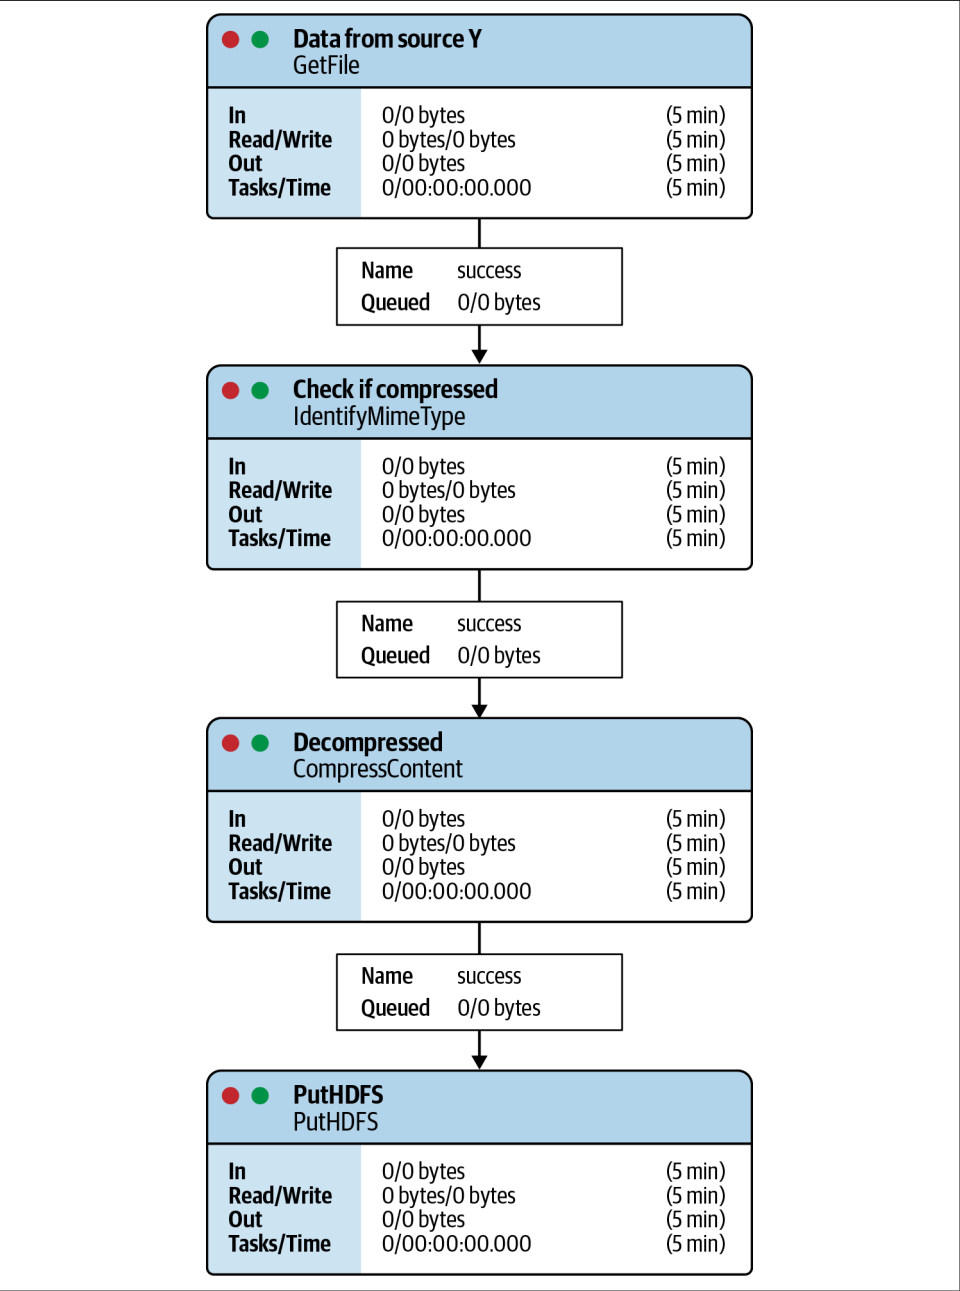 Data from source Y
GetFile
In 0/0 bytes (5 min)
Read/Write 0 bytes/0 bytes (5 min)
Out 0/0 bytes (5 min)
Tasks/Time 0/00:00:00.000 (5 min)
Name success
Queued 0/0 bytes
Check if compressed
IdentifyMimeType
In 0/0 bytes (5 min)
Read/Write 0 bytes/0 bytes (5 min)
Out 0/0 bytes (5 min)
Tasks/Time 0/00:00:00.000 (5 min)
Name success
Queued 0/0 bytes
Decompressed
CompressContent
In 0/0 bytes (5 min)
Read/Write 0 bytes/0 bytes (5 min)
Out 0/0 bytes (5 min)
Tasks/Time 0/00:00:00.000 (5 min)
Name success
Queued 0/0 bytes
PutHDFS
PutHDFS
In 0/0 bytes (5 min)
Read/Write 0 bytes/0 bytes (5 min)
Out 0/0 bytes (5 min)
Tasks/Time 0/00:00:00.000 (5 min)